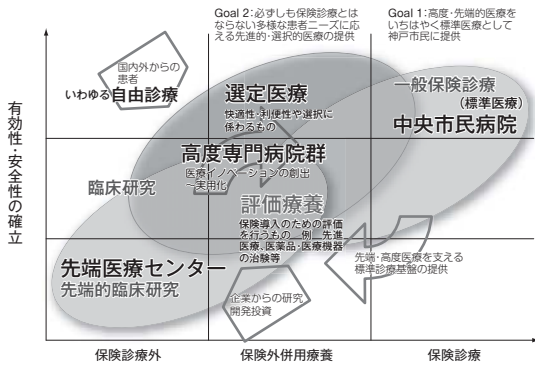 Goal 2：必ずしも保険診療とは
ならない多様な患者ニーズに応
える先進的・選択的医療の提供
Goal 1：高度・先端的医療を
いちはやく標準医療として
神戸市民に提供
国内外からの
患者
いわゆる自由診療
選定医療
快適性・利便性や選択に
係わるもの
一般保険診療
（標準医療）
中央市民病院
高度専門病院群
医療イノベーションの創出
～実用化
臨床研究
評価療養
保険導入のための評価
を行うもの　例　先進
医療、医薬品・医療機器
の治験等
先端医療センター
先端的臨床研究
先端・高度医療を支える
標準診療基盤の提供
企業からの研究
開発投資
有効性・安全性の確立
保険診療外
保険外併用療養
保険診療